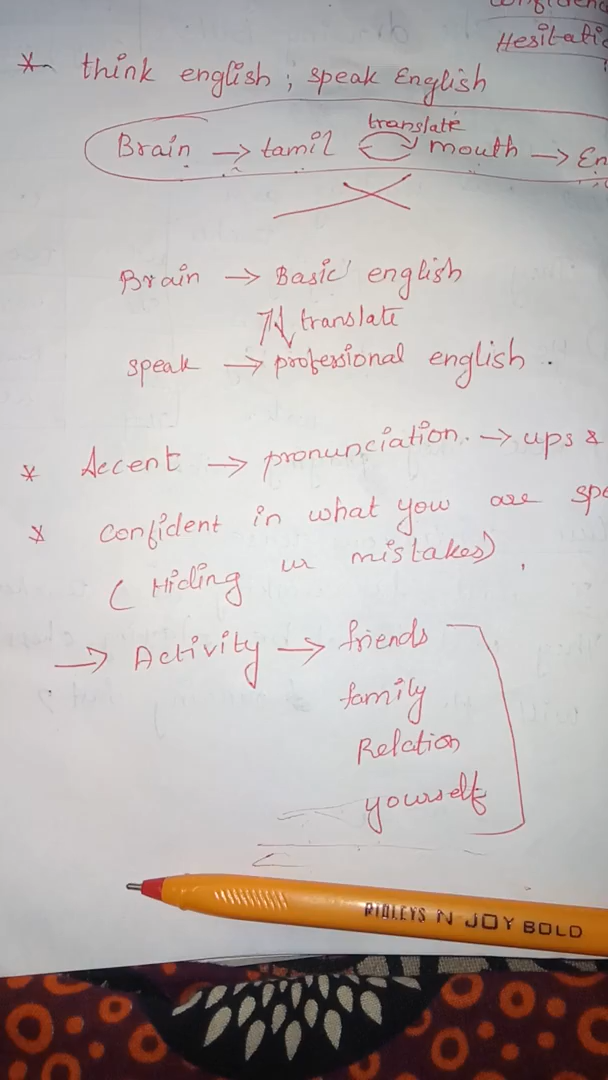 Hesitati
* think english ; speak English
translate
Brain → tamil mouth → En
Brain → Basic english
translate
speak → professional english .
* Accent → pronunciation. → ups &
* confident in what yow are spe
( Hiding ur mistakes) .
→ Activity → friends
family
Relation
yourself
RIDLEYS N JOY BOLD